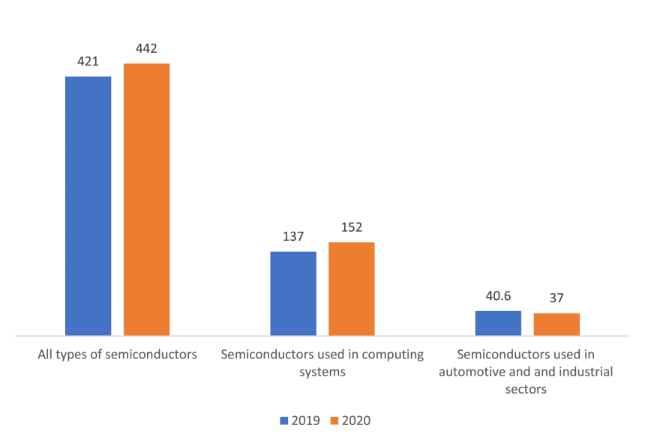 442
421
152
137
40.6
37
All types of semiconductors
Semiconductors used in computing
systems
Semiconductors used in
automotive and and industrial
sectors
2019
2020